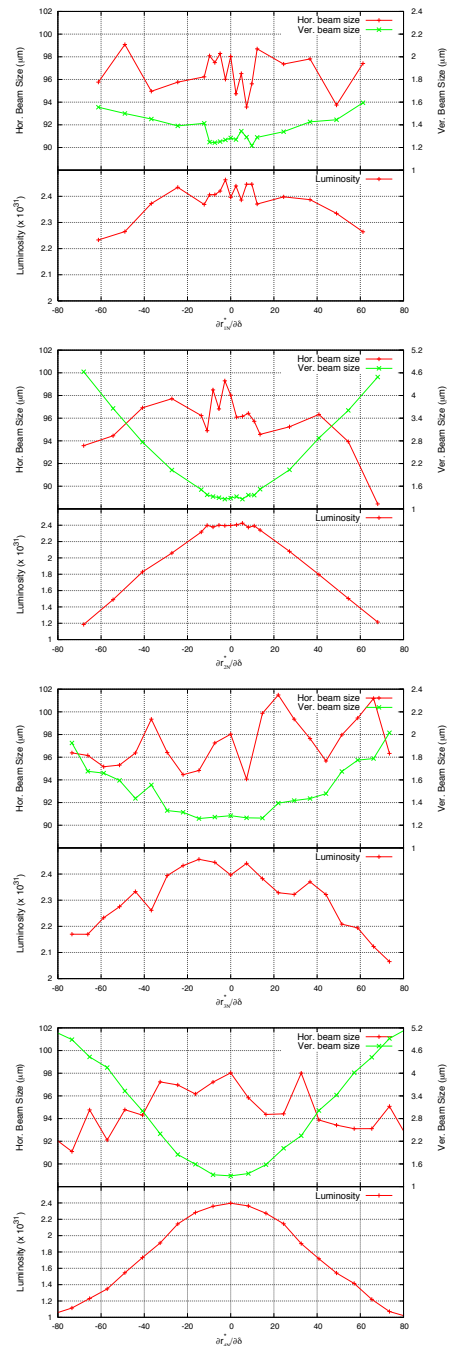 102 2.4
Hor. beam size
100 Ver. Beam size 2.2
98 2
96 1.8
94 1.6
92 1.4
90 1.2
1
Hor. Beam Size (μm)
Ver. Beam Size (μm)
Luminosity
2.4
2.3
2.2
2.1
2
Luminosity (x 10^31)
-80 -60 -40 -20 0 20 40 60 80
∂r*1N/∂δ
102 5.2
Hor. beam size
100 Ver. Beam size 4.6
98 4
96 3.4
94 2.8
92 2.2
90 1.6
88 1
Hor. Beam Size (μm)
Ver. Beam Size (μm)
Luminosity
2.4
2.2
2
1.8
1.6
1.4
1.2
1
Luminosity (x 10^31)
-80 -60 -40 -20 0 20 40 60 80
∂r*2N/∂δ
102 2.4
Hor. beam size
100 Ver. Beam size 2.2
98 2
96 1.8
94 1.6
92 1.4
90 1.2
1
Hor. Beam Size (μm)
Ver. Beam Size (μm)
Luminosity
2.4
2.3
2.2
2.1
2
Luminosity (x 10^31)
-80 -60 -40 -20 0 20 40 60 80
∂r*3N/∂δ
102 5.2
Hor. beam size
100 Ver. beam size 4.6
98 4
96 3.4
94 2.8
92 2.2
90 1.6
1
Hor. Beam Size (μm)
Ver. Beam Size (μm)
Luminosity
2.4
2.2
2
1.8
1.6
1.4
1.2
1
Luminosity (x 10^31)
-80 -60 -40 -20 0 20 40 60 80
∂r*4N/∂δ